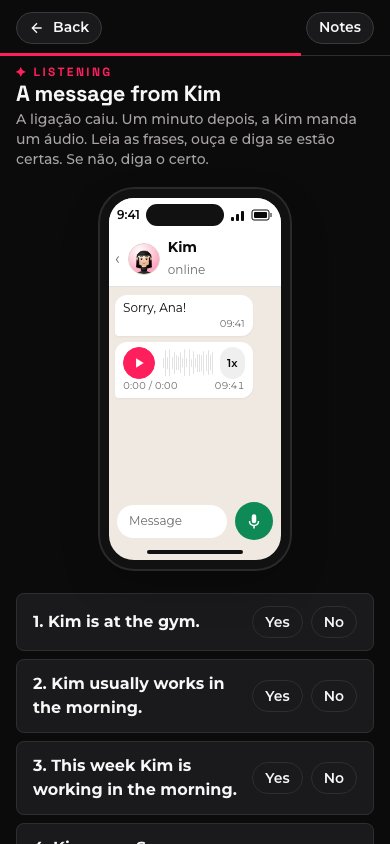 ← Back
Notes
✦ LISTENING
A message from Kim
A ligação caiu. Um minuto depois, a Kim manda
um áudio. Leia as frases, ouça e diga se estão
certas. Se não, diga o certo.
9:41
‹
Kim
online
Sorry, Ana!
09:41
1x
0:00 / 0:00
09:41
Message
1. Kim is at the gym.
Yes
No
2. Kim usually works in
the morning.
Yes
No
3. This week Kim is
working in the morning.
Yes
No